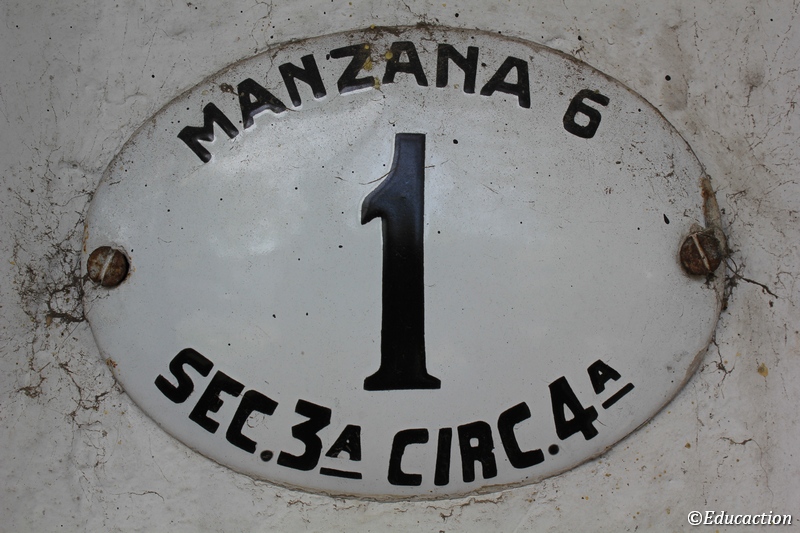 MANZANA 6
1
SEC. 3ª CIRC. 4ª
©Educaction